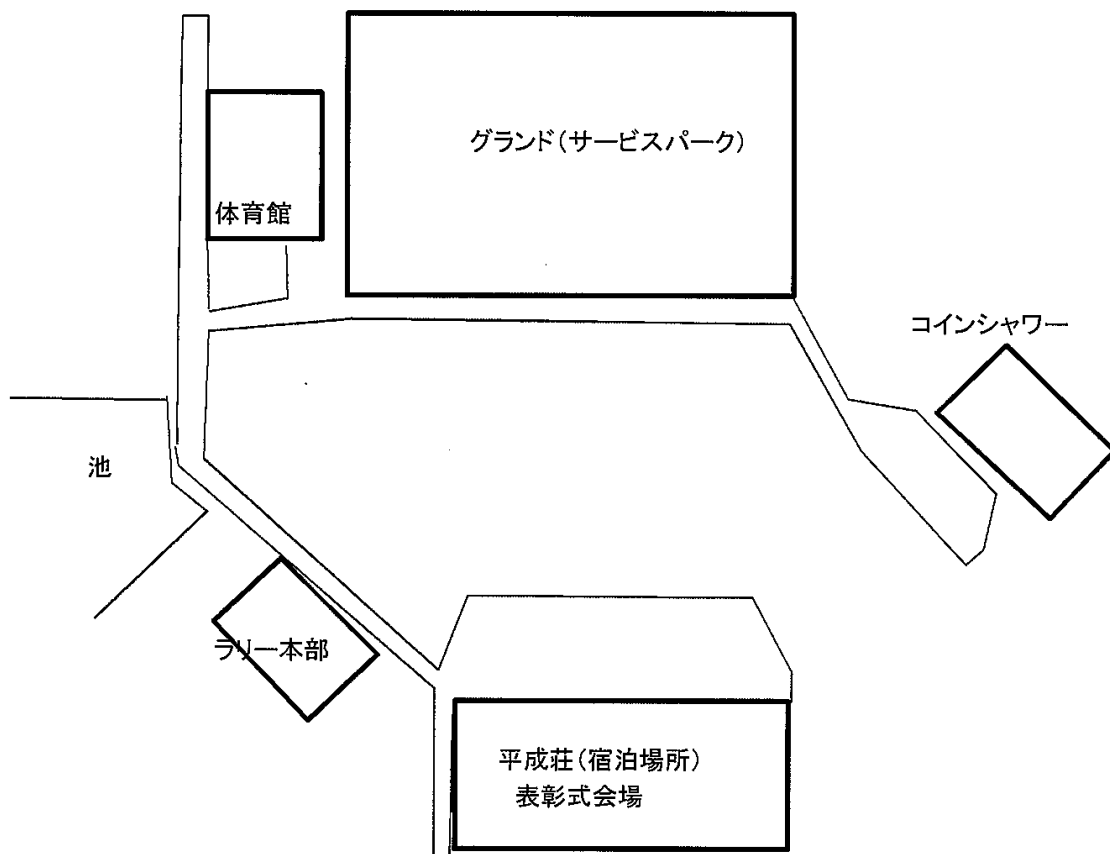 グランド(サービスパーク)
体育館
コインシャワー
池
ラリー本部
平成荘(宿泊場所)
表彰式会場